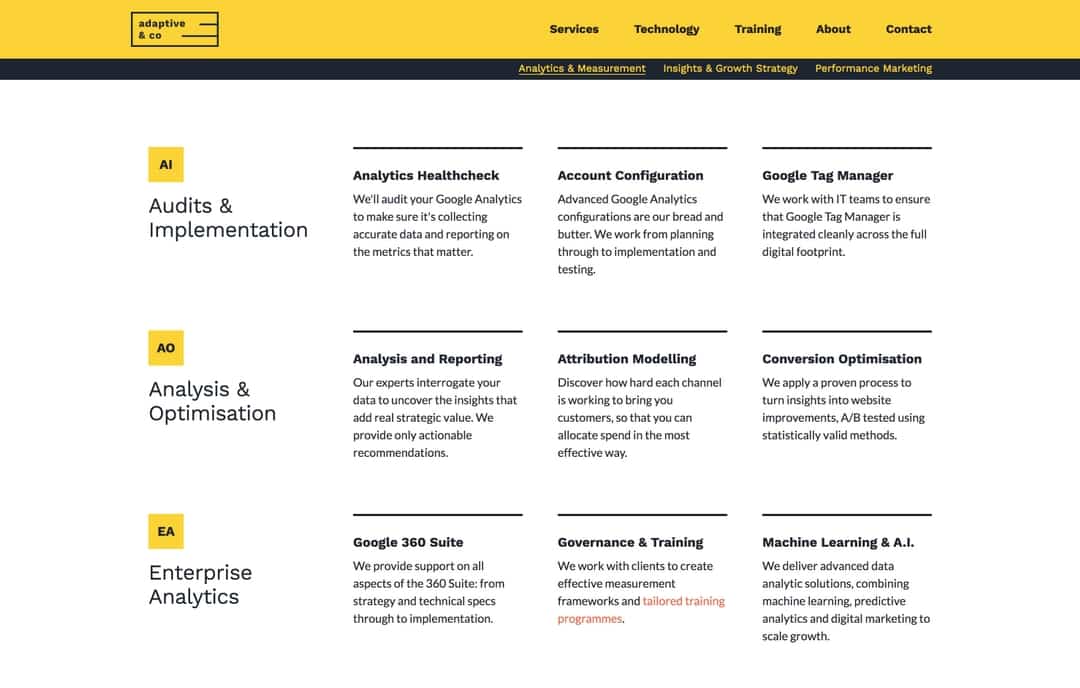 adaptive
& co
Services Technology Training About Contact
Analytics & Measurement Insights & Growth Strategy Performance Marketing
AI
Audits &
Implementation
Analytics Healthcheck
We'll audit your Google Analytics
to make sure it's collecting
accurate data and reporting on
the metrics that matter.
Account Configuration
Advanced Google Analytics
configurations are our bread and
butter. We work from planning
through to implementation and
testing.
Google Tag Manager
We work with IT teams to ensure
that Google Tag Manager is
integrated cleanly across the full
digital footprint.
AO
Analysis &
Optimisation
Analysis and Reporting
Our experts interrogate your
data to uncover the insights that
add real strategic value. We
provide only actionable
recommendations.
Attribution Modelling
Discover how hard each channel
is working to bring you
customers, so that you can
allocate spend in the most
effective way.
Conversion Optimisation
We apply a proven process to
turn insights into website
improvements, A/B tested using
statistically valid methods.
EA
Enterprise
Analytics
Google 360 Suite
We provide support on all
aspects of the 360 Suite: from
strategy and technical specs
through to implementation.
Governance & Training
We work with clients to create
effective measurement
frameworks and tailored training
programmes.
Machine Learning & A.I.
We deliver advanced data
analytic solutions, combining
machine learning, predictive
analytics and digital marketing to
scale growth.